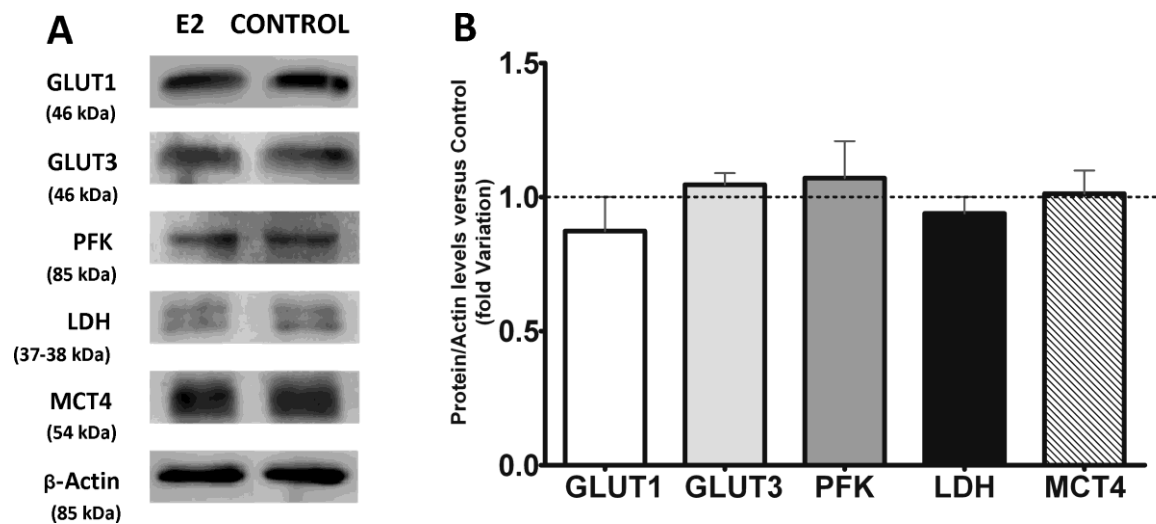 A
E2 CONTROL
GLUT1
(46 kDa)
GLUT3
(46 kDa)
PFK
(85 kDa)
LDH
(37-38 kDa)
MCT4
(54 kDa)
β-Actin
(85 kDa)
B
Protein/Actin levels versus Control
(fold Variation)
1.5
1.0
0.5
0.0
GLUT1 GLUT3 PFK LDH MCT4